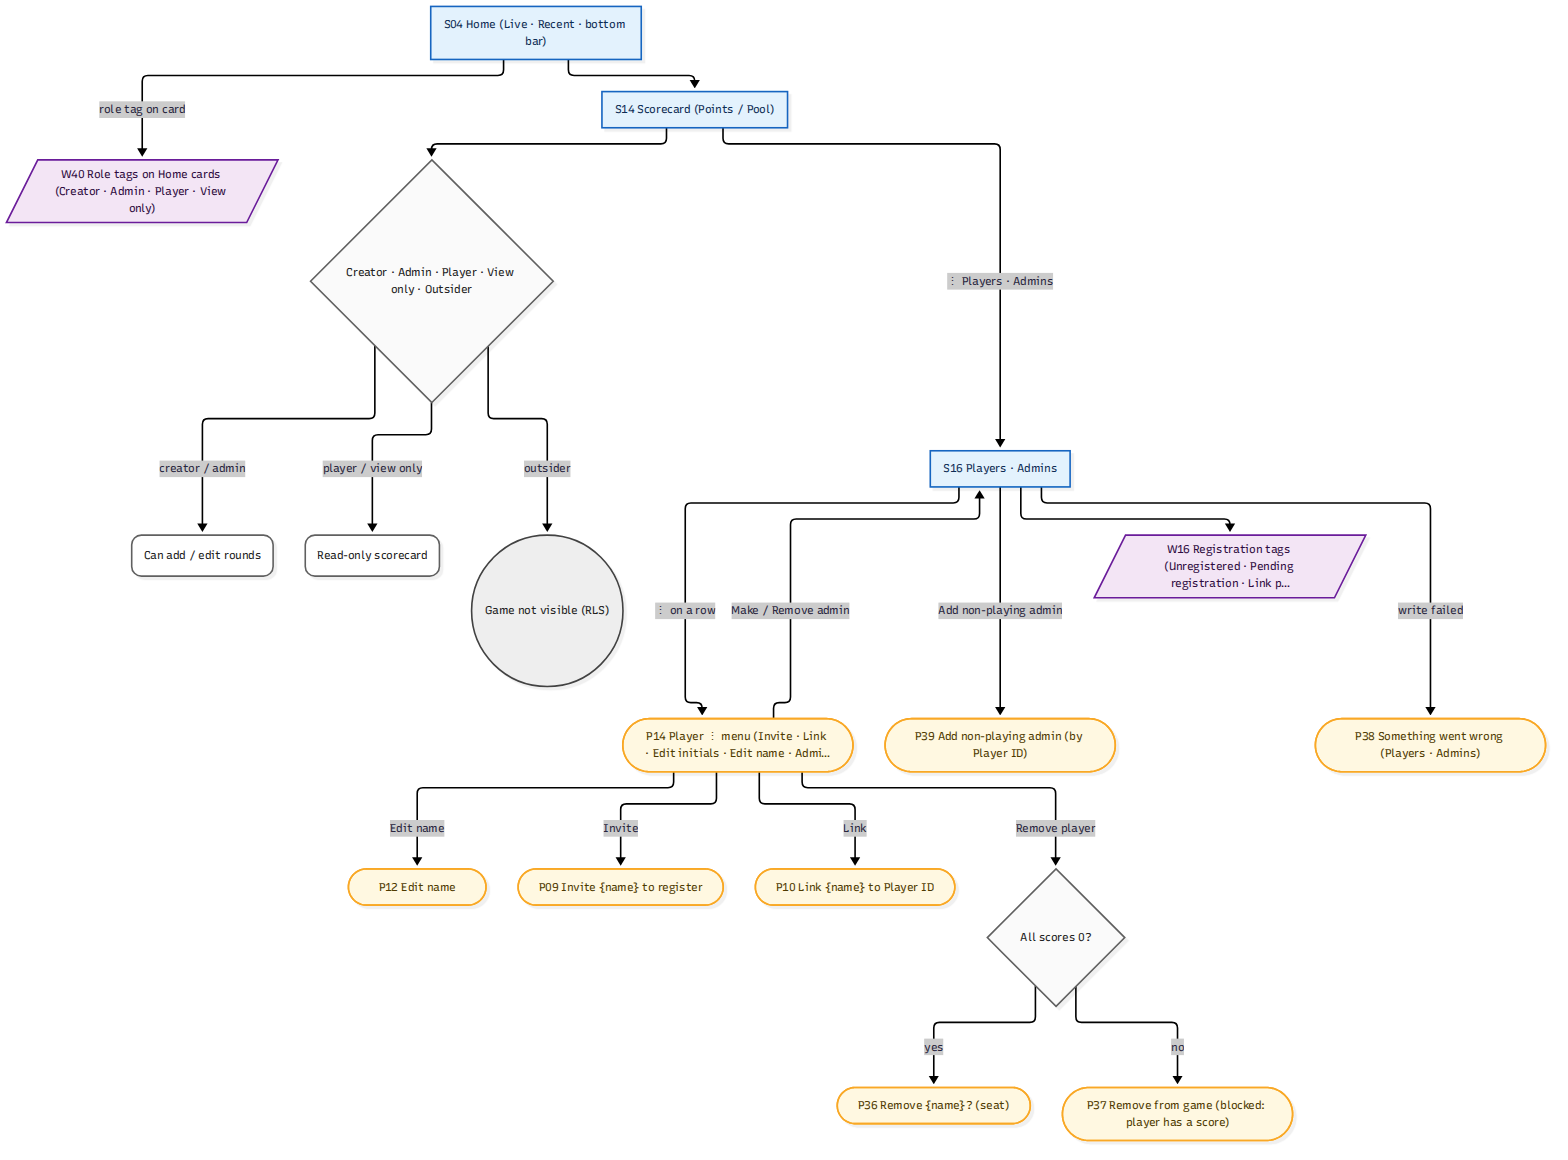 S04 Home (Live · Recent · bottom
bar)
role tag on card
S14 Scorecard (Points / Pool)
W40 Role tags on Home cards
(Creator · Admin · Player · View
only)
Creator · Admin · Player · View
only · Outsider
⋮ Players · Admins
creator / admin
player / view only
outsider
S16 Players · Admins
Can add / edit rounds
Read-only scorecard
Game not visible (RLS)
W16 Registration tags
(Unregistered · Pending
registration · Link p...
⋮ on a row
Make / Remove admin
Add non-playing admin
write failed
P14 Player ⋮ menu (Invite · Link
· Edit initials · Edit name · Admi...
P39 Add non-playing admin (by
Player ID)
P38 Something went wrong
(Players · Admins)
Edit name
Invite
Link
Remove player
P12 Edit name
P09 Invite {name} to register
P10 Link {name} to Player ID
All scores 0?
yes
no
P36 Remove {name}? (seat)
P37 Remove from game (blocked:
player has a score)